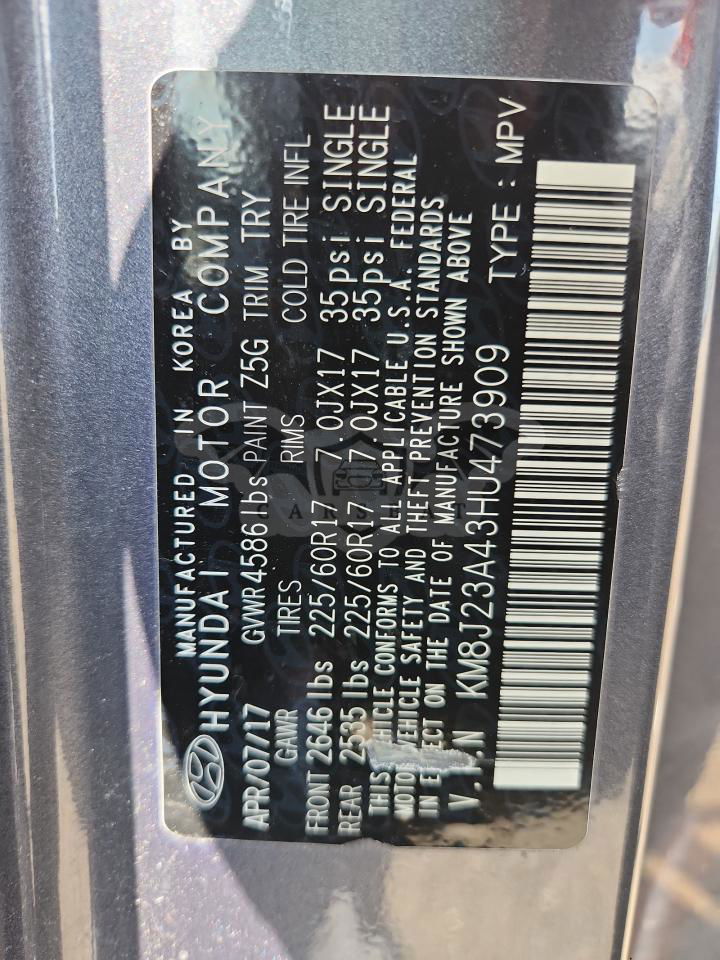 MANUFACTURED IN KOREA BY
HYUNDAI MOTOR COMPANY
APR/07/17 GVWR 4586 lbs PAINT Z5G TRIM TRY
GAWR TIRES RIMS COLD TIRE INFL
FRONT 2646 lbs 225/60R17 7.0JX17 35psi SINGLE
REAR 2535 lbs 225/60R17 7.0JX17 35psi SINGLE
THIS VEHICLE CONFORMS TO ALL APPLICABLE U.S.A. FEDERAL
MOTOR VEHICLE SAFETY AND THEFT PREVENTION STANDARDS
IN EFFECT ON THE DATE OF MANUFACTURE SHOWN ABOVE
V.I.N KM8J23A43HU473909 TYPE : MPV